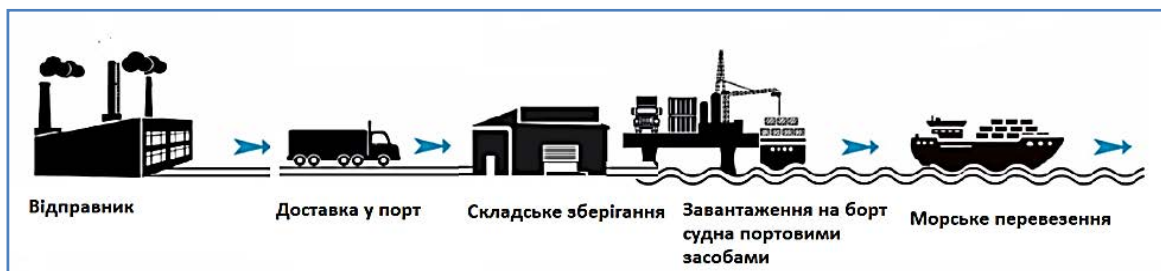 Відправник
Доставка у порт
Складське зберігання
Завантаження на борт
судна портовими
засобами
Морське перевезення